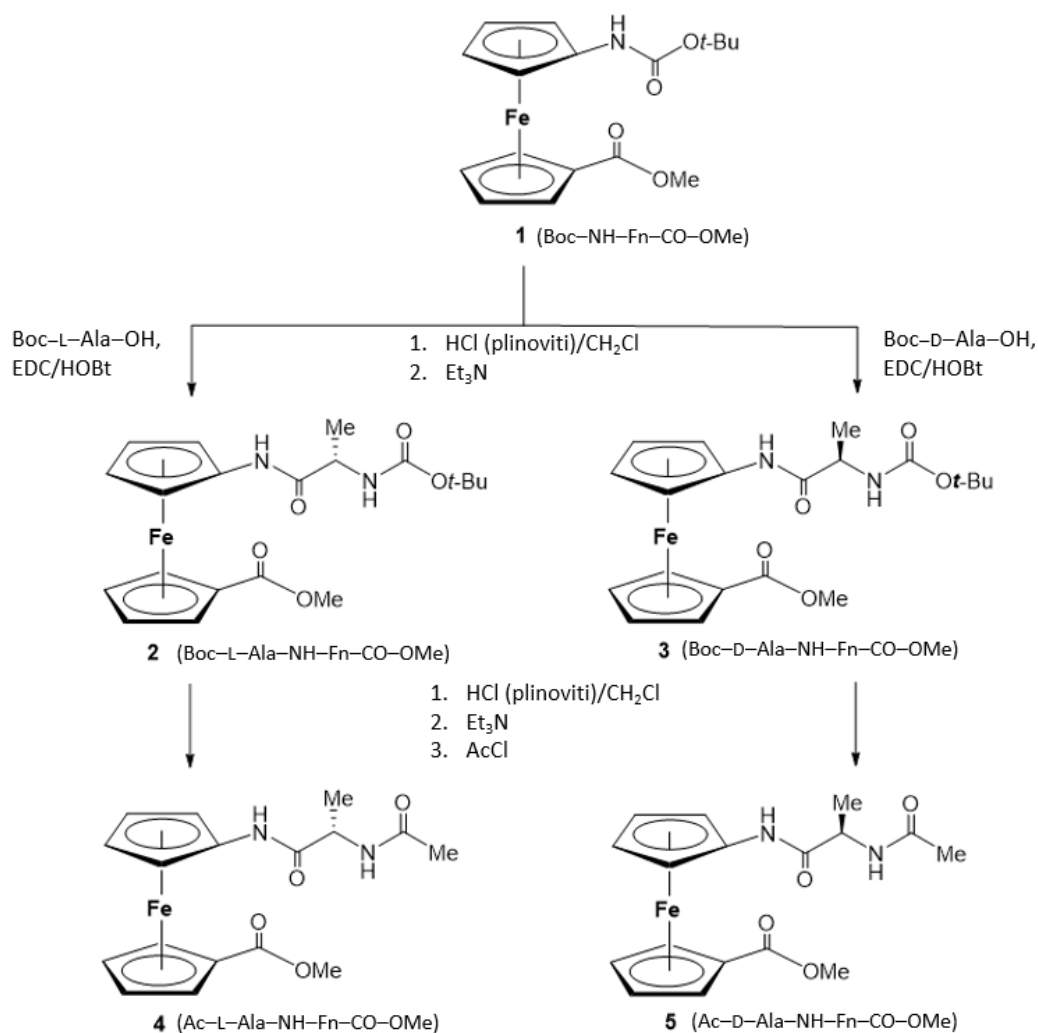 H
N
Ot-Bu
O
Fe
O
OMe
1 (Boc–NH–Fn–CO–OMe)
Boc–L–Ala–OH,
EDC/HOBt
1. HCl (plinoviti)/CH₂Cl
2. Et₃N
Boc–D–Ala–OH,
EDC/HOBt
H
N
Me
O
O
N
H
Ot-Bu
Fe
O
OMe
2 (Boc–L–Ala–NH–Fn–CO–OMe)
H
N
Me
O
O
N
H
Ot-Bu
Fe
O
OMe
3 (Boc–D–Ala–NH–Fn–CO–OMe)
1. HCl (plinoviti)/CH₂Cl
2. Et₃N
3. AcCl
H
N
Me
O
O
N
H
Me
Fe
O
OMe
4 (Ac–L–Ala–NH–Fn–CO–OMe)
H
N
Me
O
O
N
H
Me
Fe
O
OMe
5 (Ac–D–Ala–NH–Fn–CO–OMe)